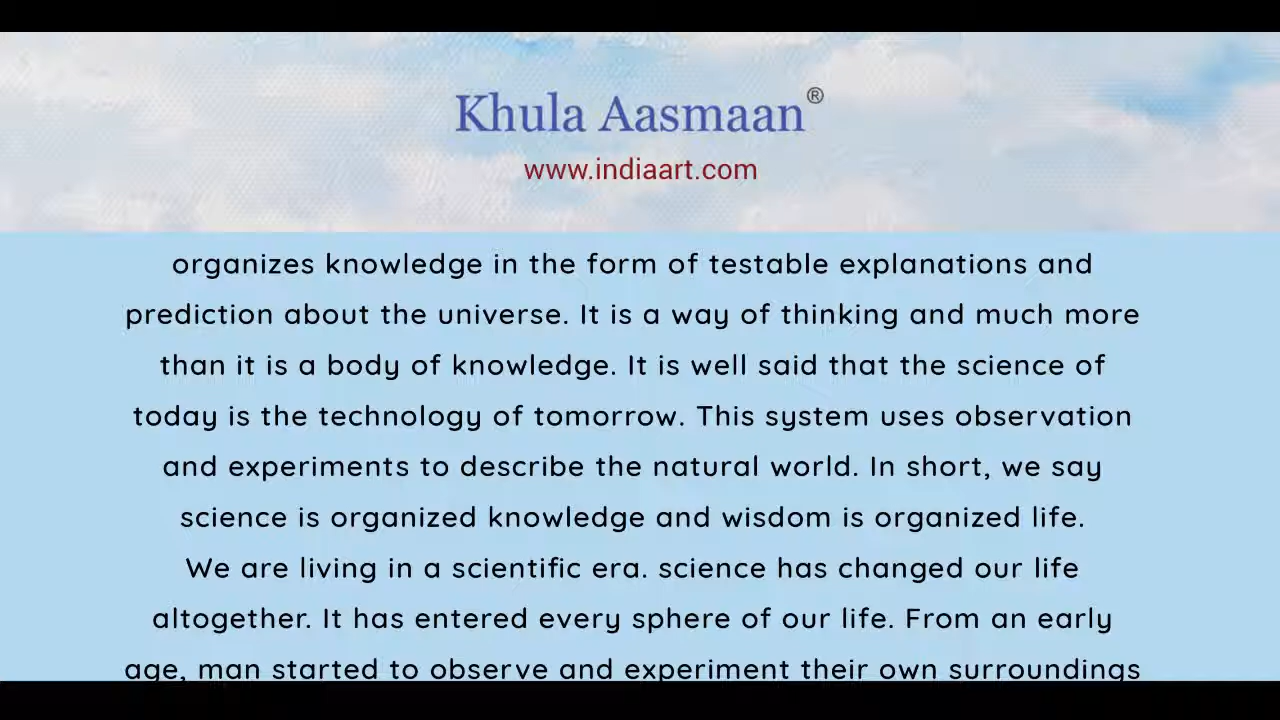 Khula Aasmaan®
www.indiaart.com
organizes knowledge in the form of testable explanations and
prediction about the universe. It is a way of thinking and much more
than it is a body of knowledge. It is well said that the science of
today is the technology of tomorrow. This system uses observation
and experiments to describe the natural world. In short, we say
science is organized knowledge and wisdom is organized life.
We are living in a scientific era. science has changed our life
altogether. It has entered every sphere of our life. From an early
age, man started to observe and experiment their own surroundings